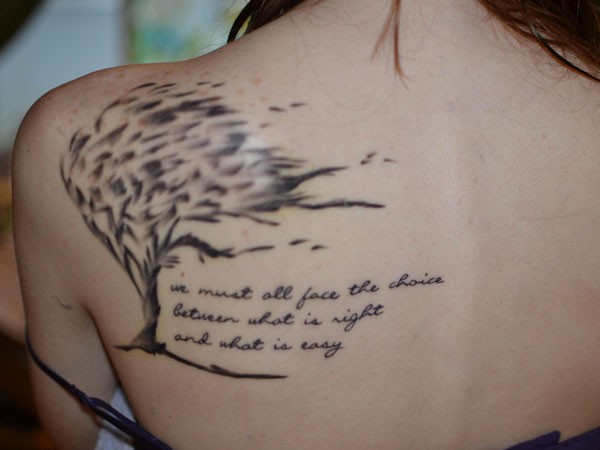 we must all face the choice
between what is right
and what is easy